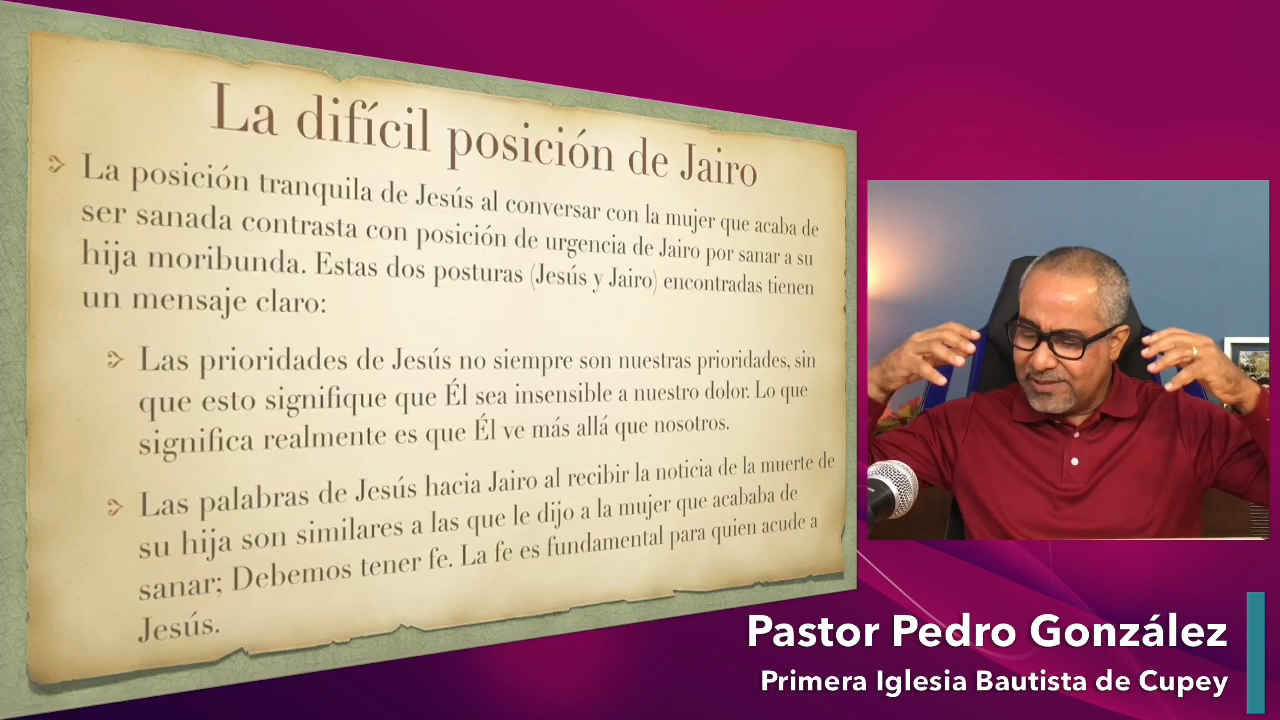 La difícil posición de Jairo
La posición tranquila de Jesús al conversar con la mujer que acaba de
ser sanada contrasta con posición de urgencia de Jairo por sanar a su
hija moribunda. Estas dos posturas (Jesús y Jairo) encontradas tienen
un mensaje claro:
Las prioridades de Jesús no siempre son nuestras prioridades, sin
que esto signifique que Él sea insensible a nuestro dolor. Lo que
significa realmente es que Él ve más allá que nosotros.
Las palabras de Jesús hacia Jairo al recibir la noticia de la muerte de
su hija son similares a las que le dijo a la mujer que acababa de
sanar; Debemos tener fe. La fe es fundamental para quien acude a
Jesús.
Pastor Pedro González
Primera Iglesia Bautista de Cupey